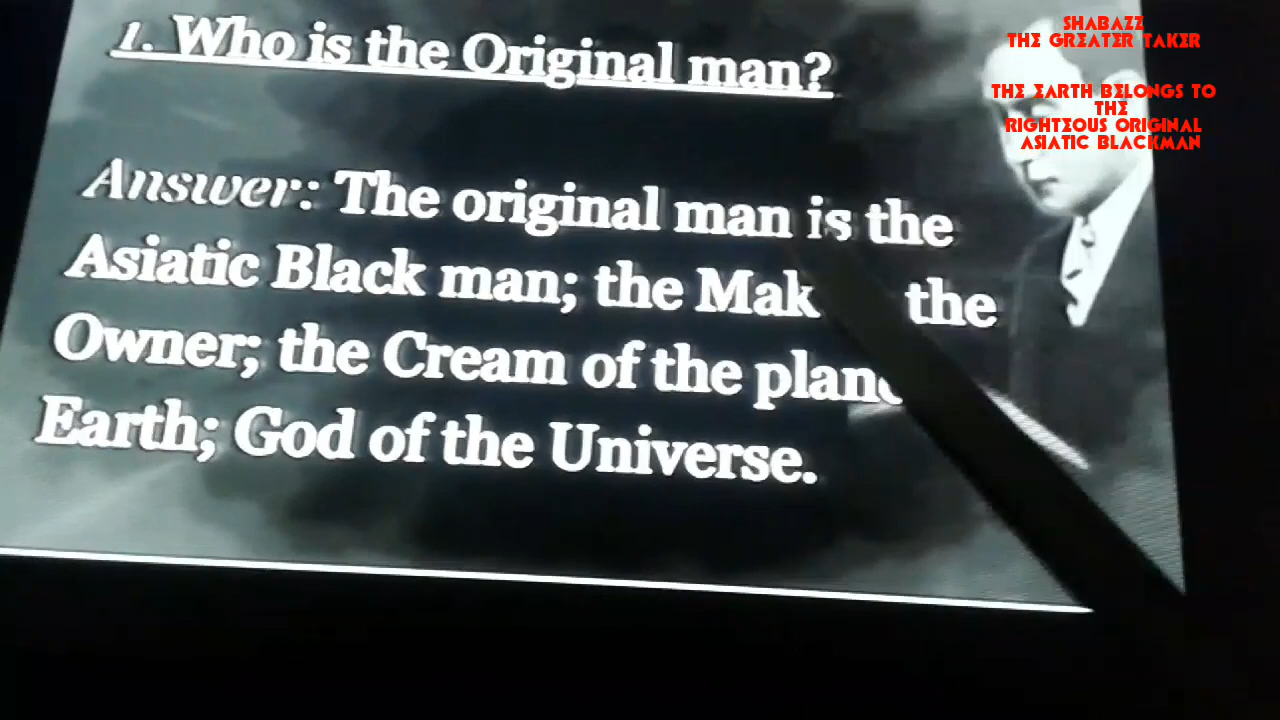 1. Who is the Original man?
Answer: The original man is the
Asiatic Black man; the Mak the
Owner; the Cream of the plane
Earth; God of the Universe.
SHABAZZ
THE GREATER TAKER
THE EARTH BELONGS TO
THE
RIGHTEOUS ORIGINAL
ASIATIC BLACKMAN